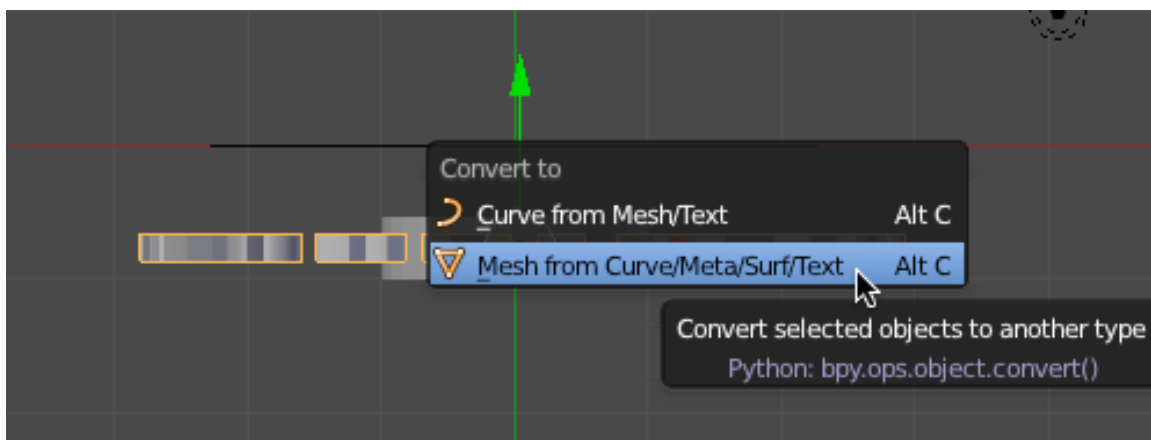 Convert to
Curve from Mesh/Text Alt C
Mesh from Curve/Meta/Surf/Text Alt C
Convert selected objects to another type
Python: bpy.ops.object.convert()